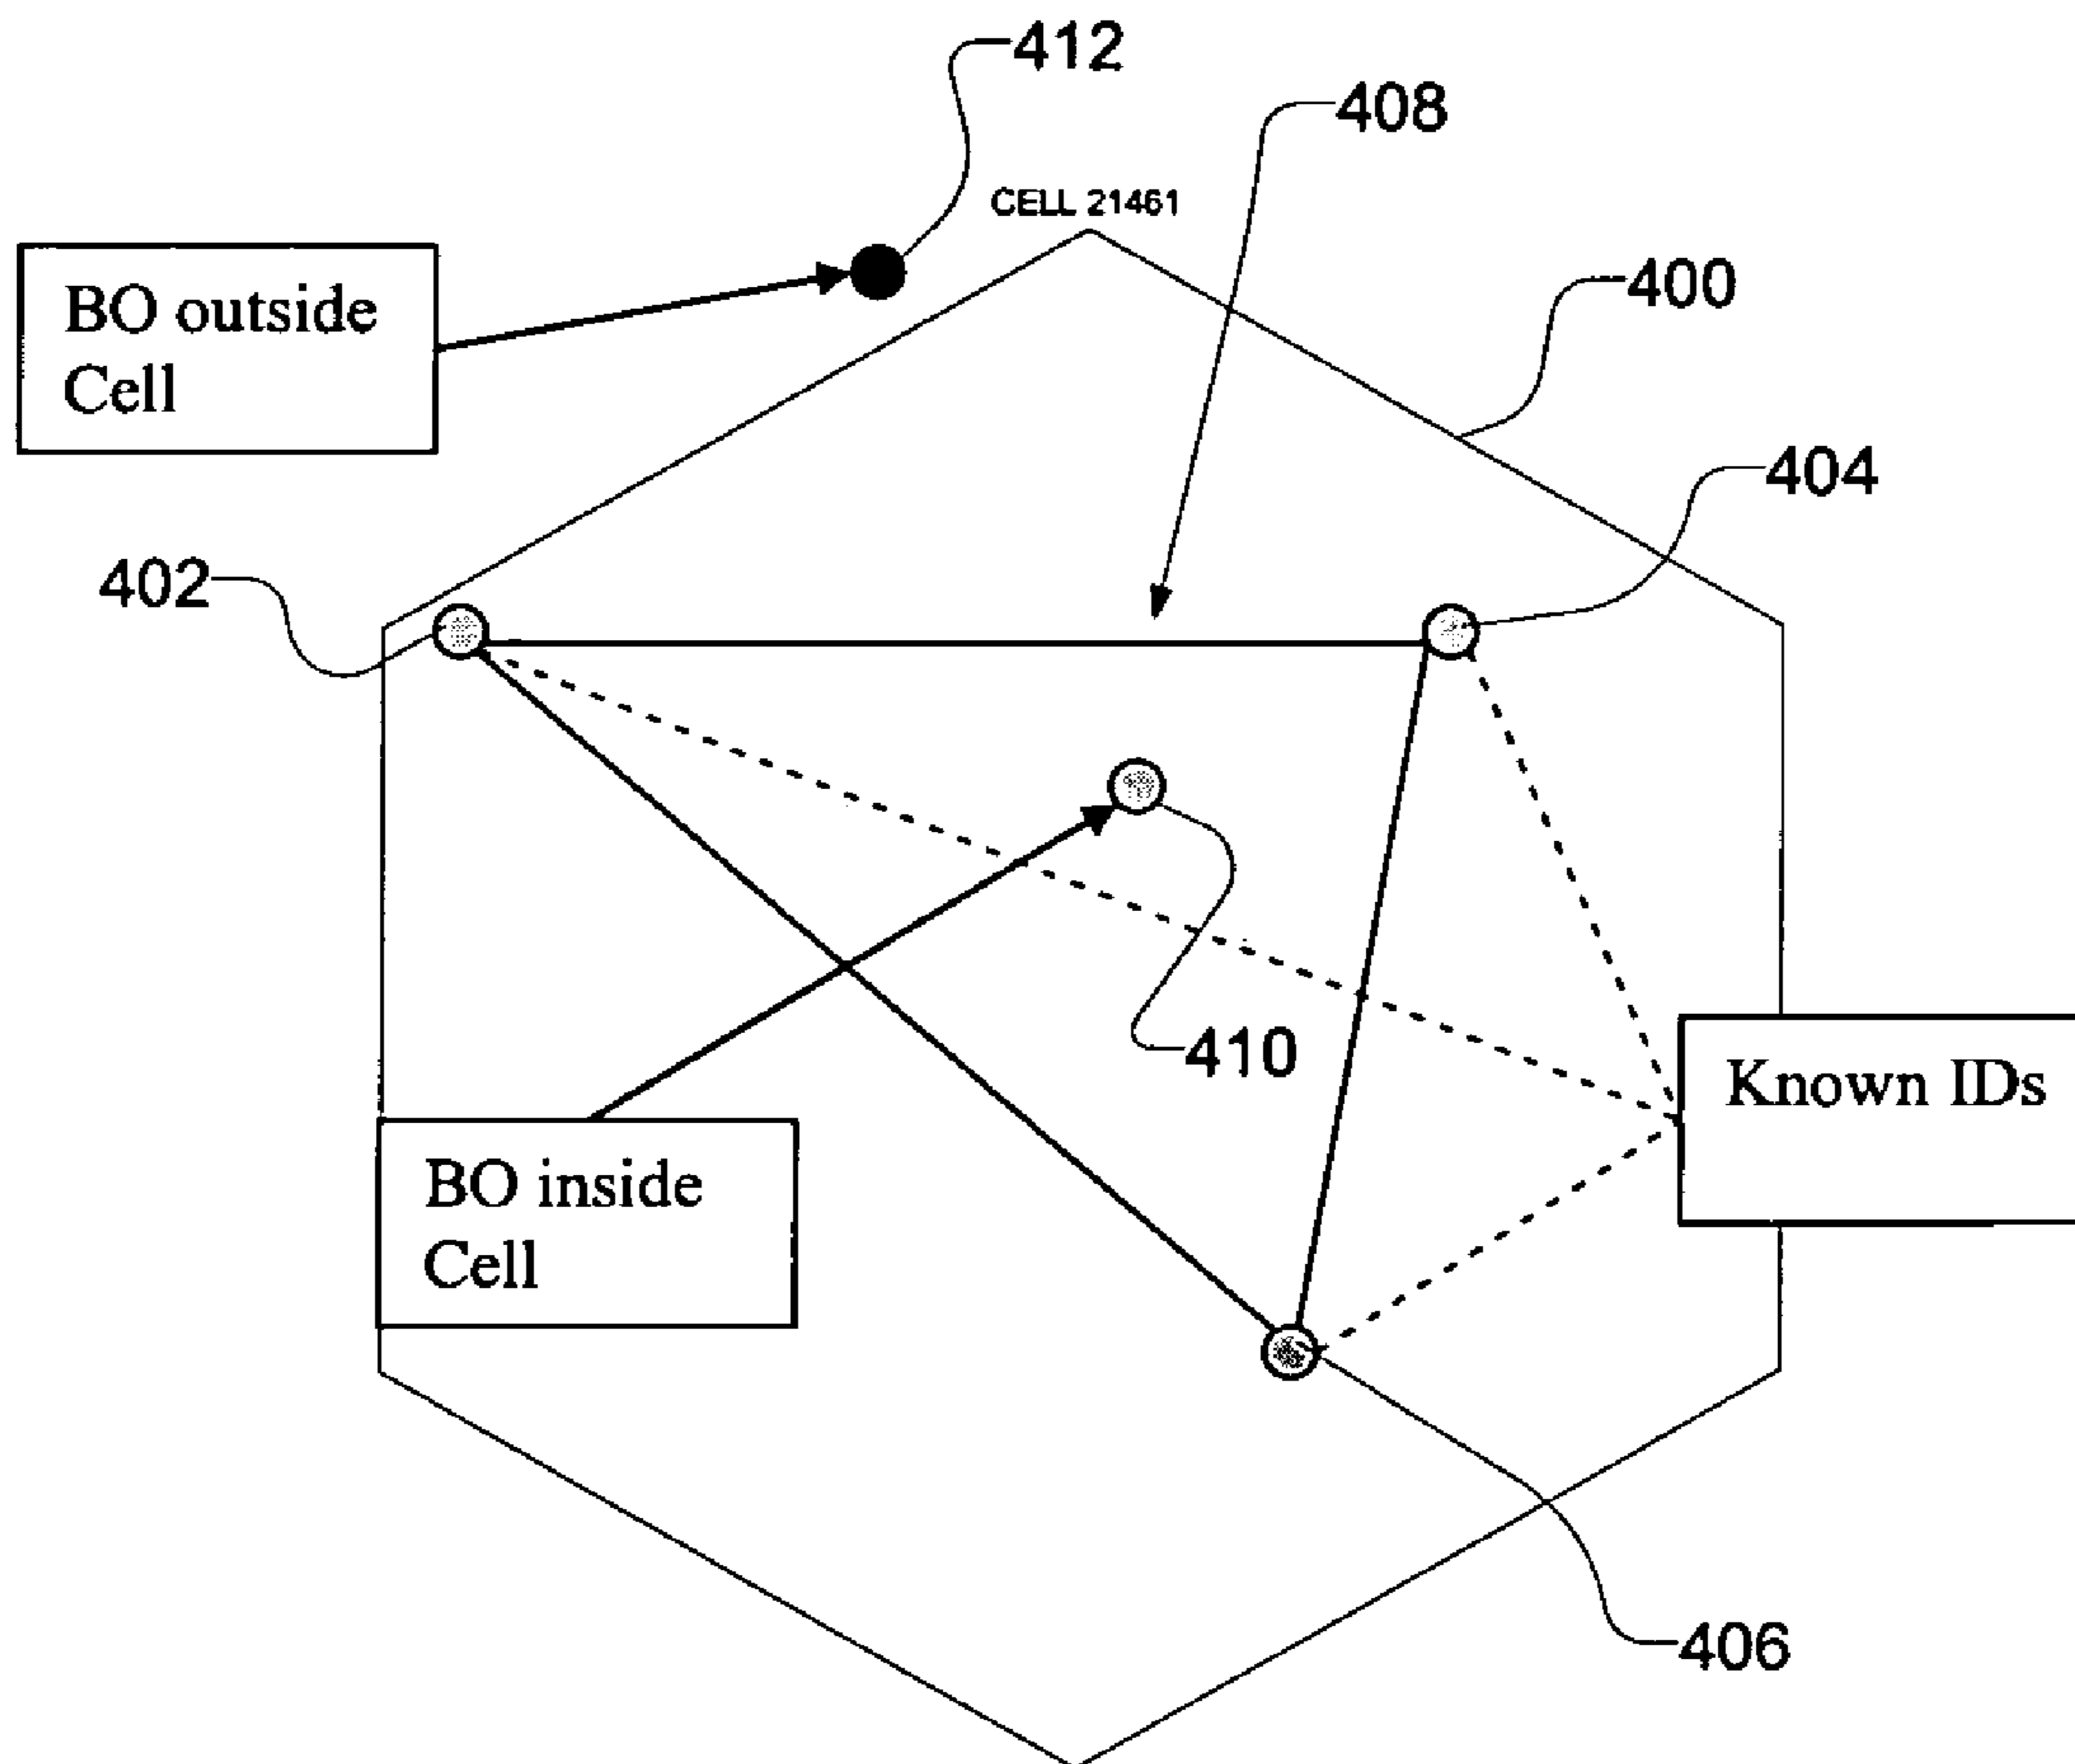 412
408
CELL 21461
400
BO outside
Cell
404
402
410
Known IDs
BO inside
Cell
406